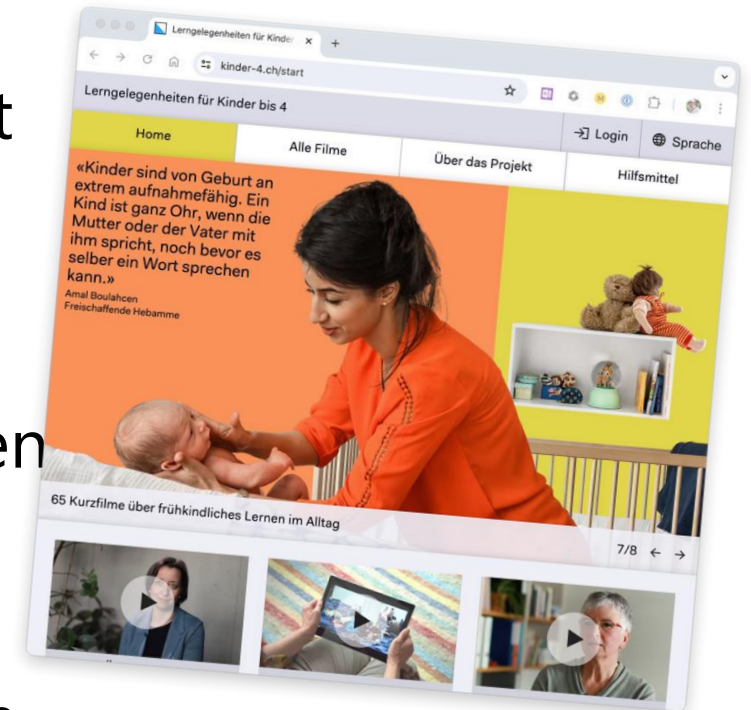 t
en
Lerngelegenheiten für Kinder
kinder-4.ch/start
Lerngelegenheiten für Kinder bis 4
Login
Sprache
Home
Alle Filme
Über das Projekt
Hilfsmittel
«Kinder sind von Geburt an
extrem aufnahmefähig. Ein
Kind ist ganz Ohr, wenn die
Mutter oder der Vater mit
ihm spricht, noch bevor es
selber ein Wort sprechen
kann.»
Amal Boulahcen
Freischaffende Hebamme
65 Kurzfilme über frühkindliches Lernen im Alltag
7/8